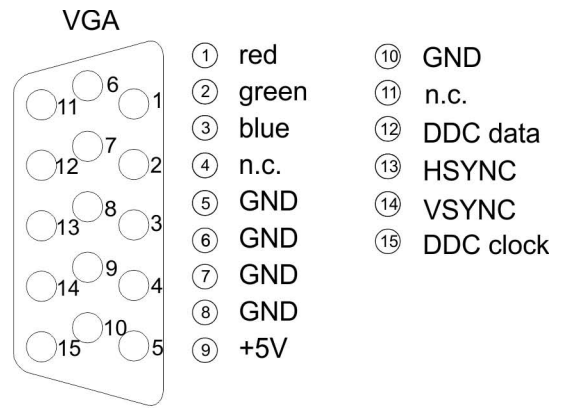 VGA
6
11
1
7
12
2
8
13
3
9
14
4
10
15
5
1 red
2 green
3 blue
4 n.c.
5 GND
6 GND
7 GND
8 GND
9 +5V
10 GND
11 n.c.
12 DDC data
13 HSYNC
14 VSYNC
15 DDC clock